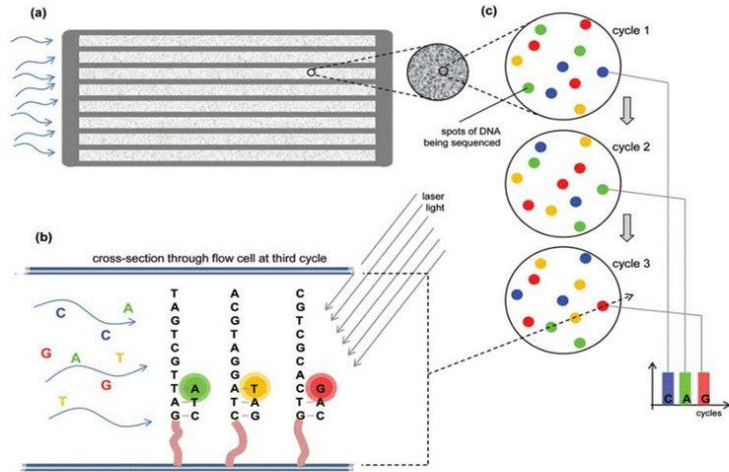 (a)
(c)
cycle 1
spots of DNA
being sequenced
cycle 2
cycle 3
C A G
cycles
laser
light
(b)
cross-section through flow cell at third cycle
C A
C
G A T
G
T
T A C
A C G
G G T
T T C
C A G
G G C
T G A
T A A T C G
A T T A T A
G C C G G C